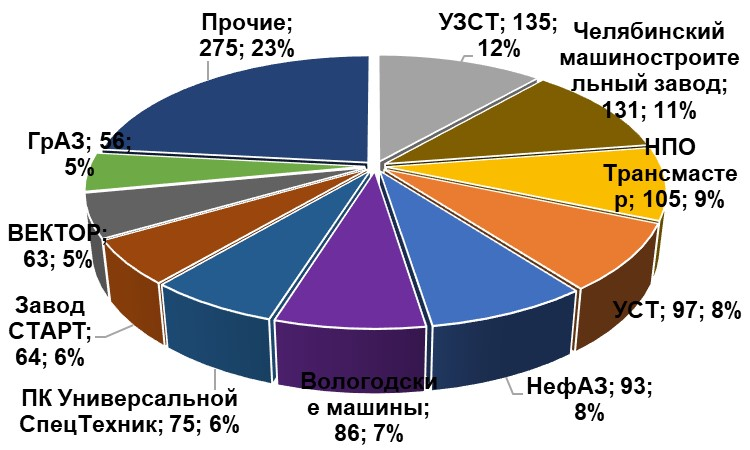 Прочие;
275; 23%
УЗСТ; 135;
12%
Челябинский
машиностроите
льный завод;
131; 11%
НПО
Трансмасте
р; 105; 9%
УСТ; 97; 8%
НефАЗ; 93;
8%
Вологодски
е машины;
86; 7%
ПК Универсальной
СпецТехник; 75; 6%
Завод
СТАРТ;
64; 6%
ВЕКТОР;
63; 5%
ГрАЗ; 56;
5%